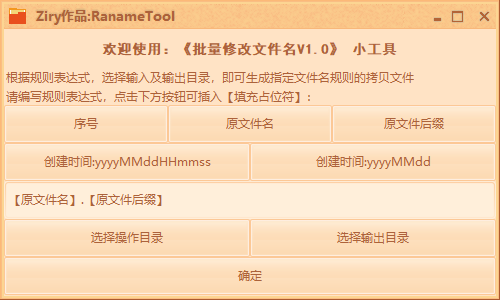 Ziry作品:RanameTool
欢迎使用：《批量修改文件名V1.0》 小工具
根据规则表达式，选择输入及输出目录，即可生成指定文件名规则的拷贝文件
请编写规则表达式，点击下方按钮可插入【填充占位符】：
序号 原文件名 原文件后缀
创建时间:yyyyMMddHHmmss 创建时间:yyyyMMdd
【原文件名】.【原文件后缀】
选择操作目录 选择输出目录
确定